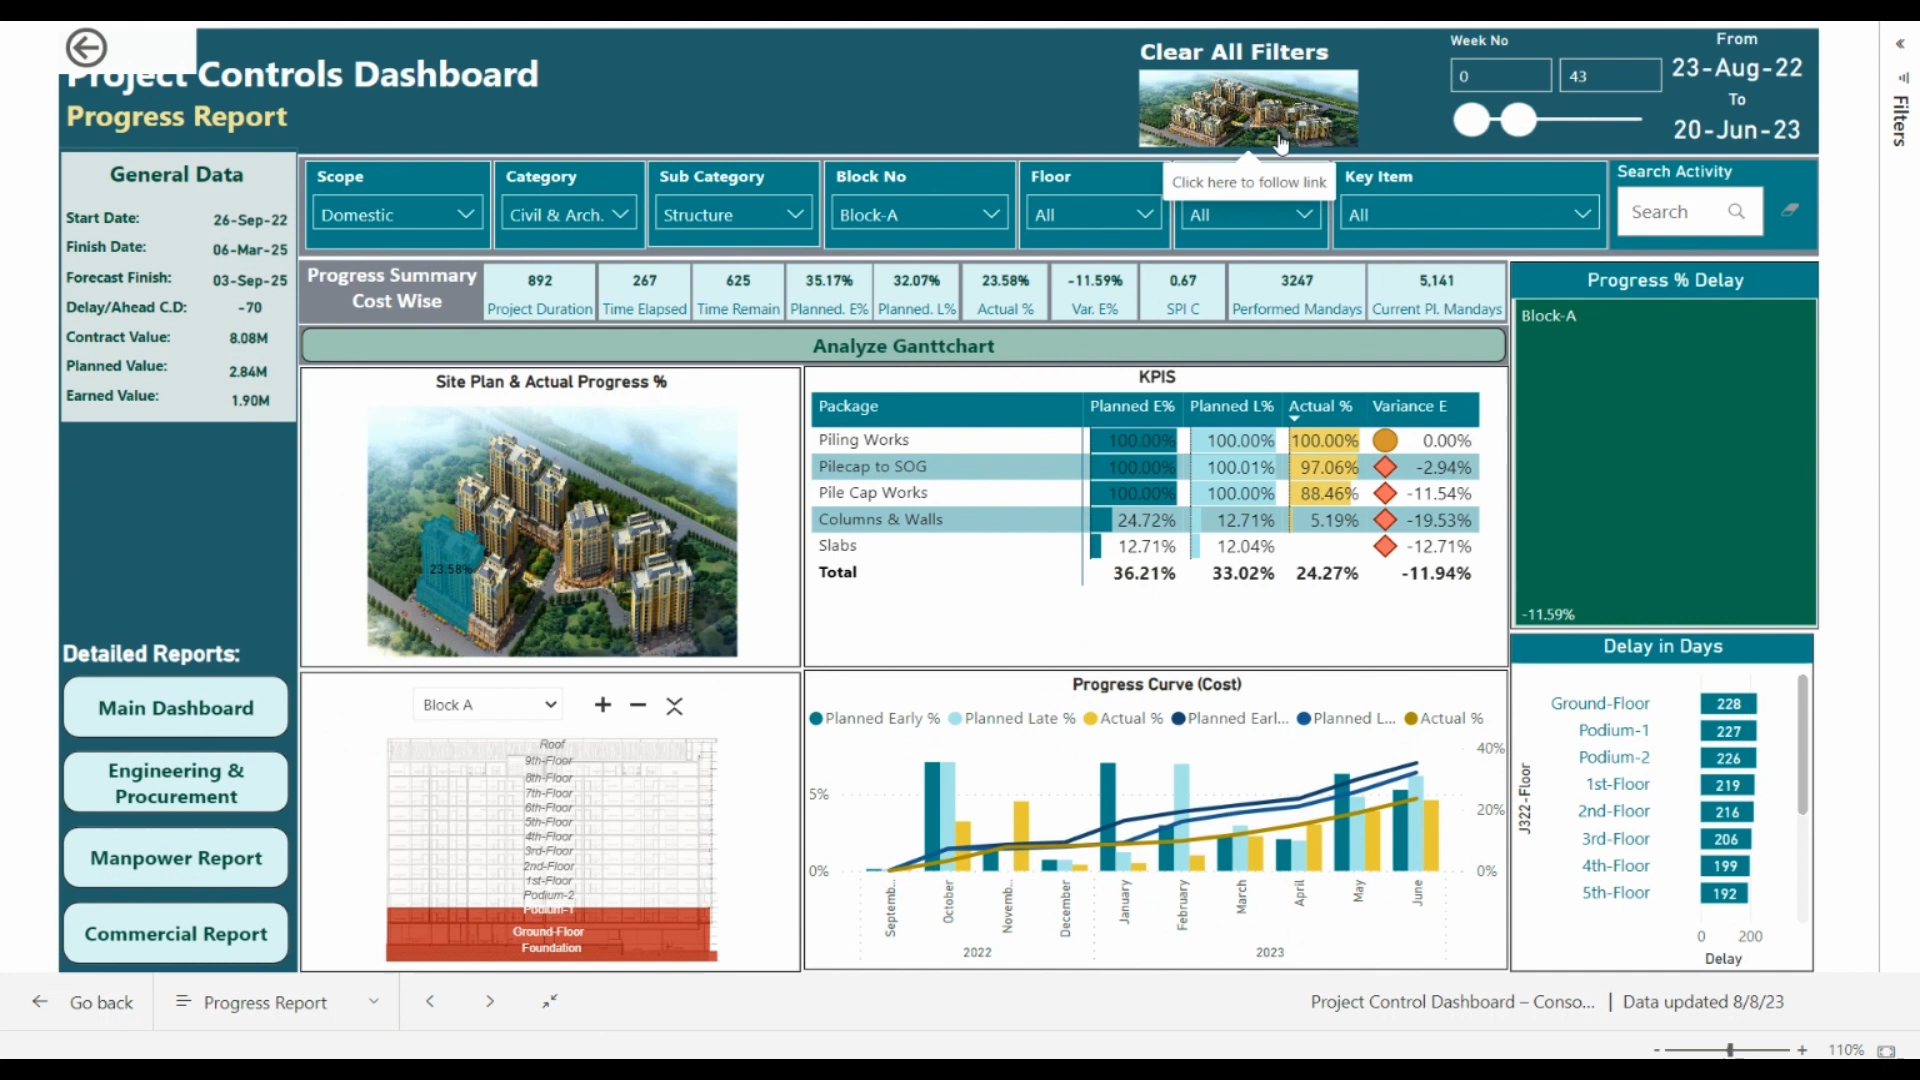 Project Controls Dashboard
Progress Report
Clear All Filters
Click here to follow link
Week No
0
43
From
23-Aug-22
To
20-Jun-23
«
Filters
General Data
Start Date: 26-Sep-22
Finish Date: 06-Mar-25
Forecast Finish: 03-Sep-25
Delay/Ahead C.D: -70
Contract Value: 8.08M
Planned Value: 2.84M
Earned Value: 1.90M
Scope
Domestic
Category
Civil & Arch.
Sub Category
Structure
Block No
Block-A
Floor
All
All
Key Item
All
Search Activity
Search
Progress Summary
Cost Wise
892 267 625 35.17% 32.07% 23.58% -11.59% 0.67 3247 5,141
Project Duration Time Elapsed Time Remain Planned. E% Planned. L% Actual % Var. E% SPI C Performed Mandays Current Pl. Mandays
Analyze Ganttchart
Site Plan & Actual Progress %
23.58%
KPIS
Package Planned E% Planned L% Actual % Variance E
Piling Works 100.00% 100.00% 100.00% 0.00%
Pilecap to SOG 100.00% 100.01% 97.06% -2.94%
Pile Cap Works 100.00% 100.00% 88.46% -11.54%
Columns & Walls 24.72% 12.71% 5.19% -19.53%
Slabs 12.71% 12.04% -12.71%
Total 36.21% 33.02% 24.27% -11.94%
Progress % Delay
Block-A
-11.59%
Detailed Reports:
Main Dashboard
Engineering &
Procurement
Manpower Report
Commercial Report
Block A
+ -
Roof
9th-Floor
8th-Floor
7th-Floor
6th-Floor
5th-Floor
4th-Floor
3rd-Floor
2nd-Floor
1st-Floor
Podium-2
Podium-1
Ground-Floor
Foundation
Progress Curve (Cost)
Planned Early % Planned Late % Actual % Planned Earl... Planned L... Actual %
5%
0%
40%
20%
0%
Septemb...
October
Novemb...
December
January
February
March
April
May
June
2022
2023
Delay in Days
J322-Floor
Ground-Floor 228
Podium-1 227
Podium-2 226
1st-Floor 219
2nd-Floor 216
3rd-Floor 206
4th-Floor 199
5th-Floor 192
0 200
Delay
Go back
Progress Report
Project Control Dashboard – Conso... | Data updated 8/8/23
- + 110%